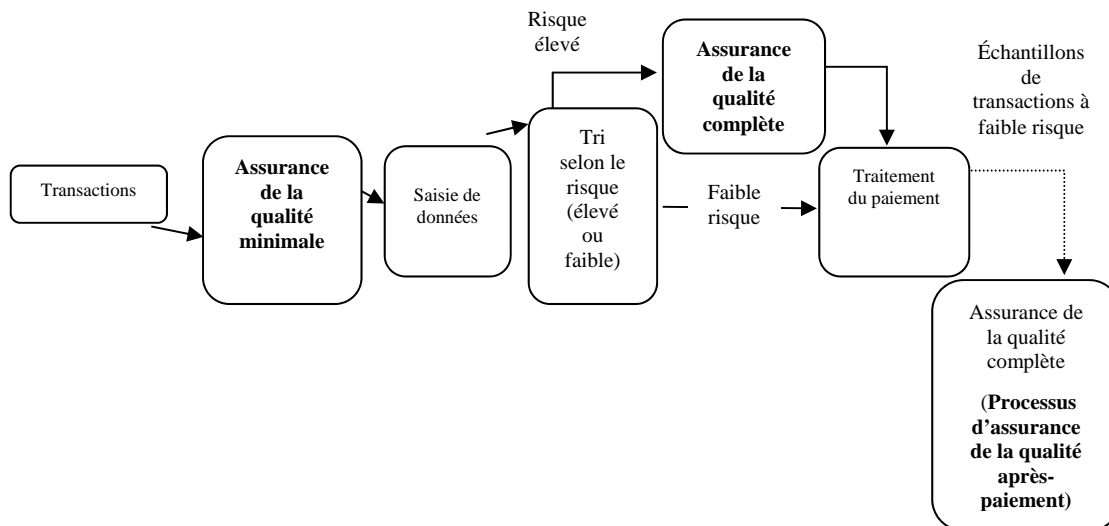 Transactions
Assurance
de la
qualité
minimale
Saisie de
données
Tri
selon le
risque
(élevé
ou
faible)
Risque
élevé
Assurance
de la
qualité
complète
Faible
risque
Traitement
du paiement
Échantillons
de
transactions à
faible risque
Assurance de
la qualité
complète
(Processus
d’assurance
de la qualité
après-
paiement)